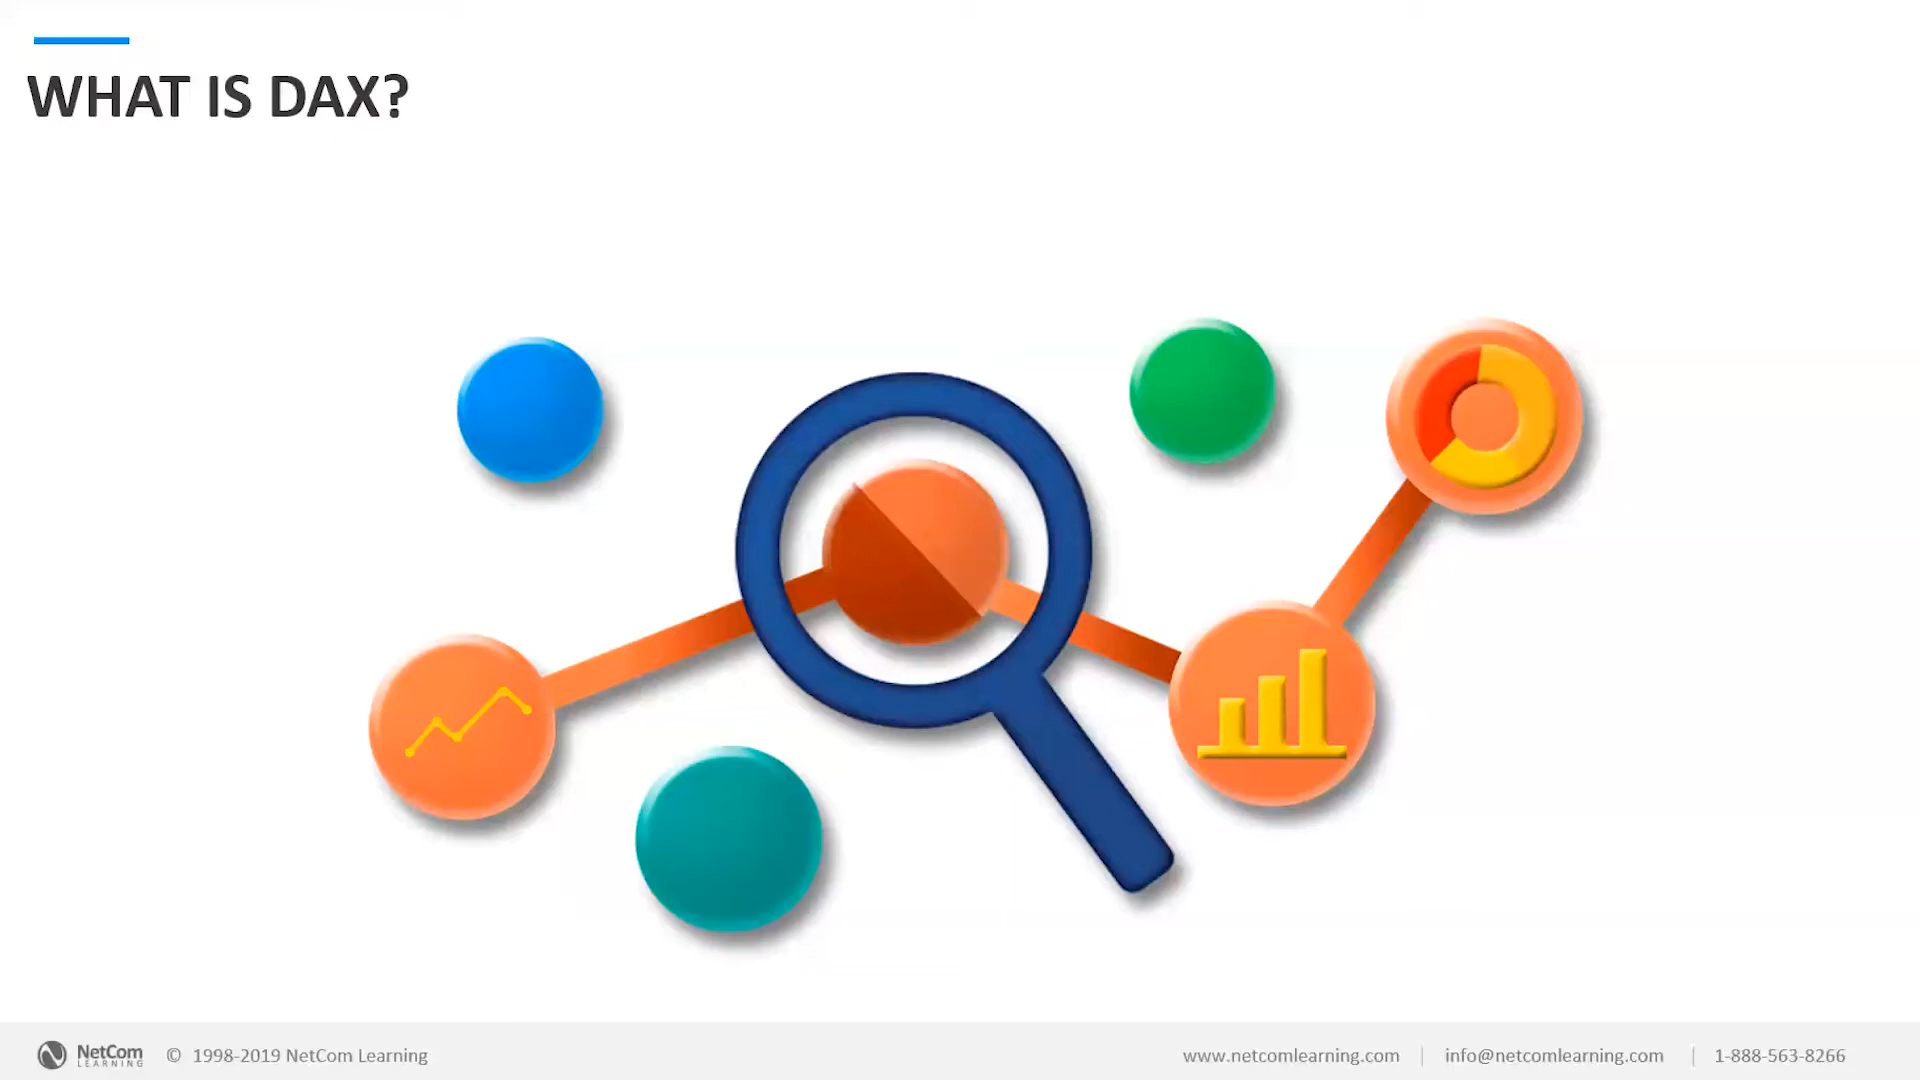 WHAT IS DAX?
NetCom
LEARNING
© 1998-2019 NetCom Learning
www.netcomlearning.com | info@netcomlearning.com | 1-888-563-8266